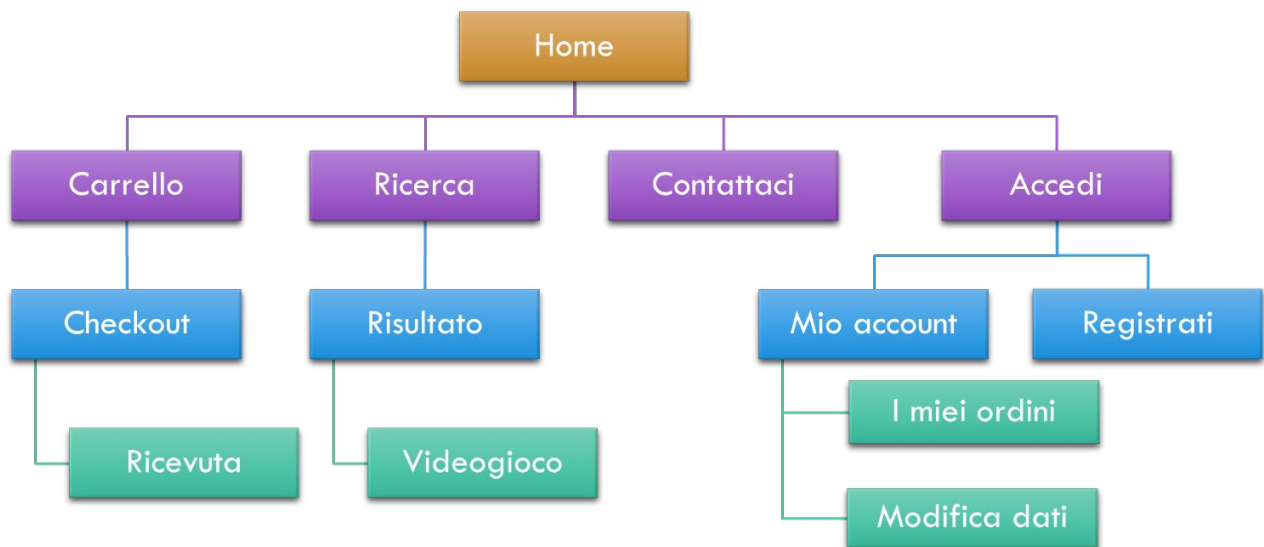 Home
Carrello
Ricerca
Contattaci
Accedi
Checkout
Risultato
Mio account
Registrati
Ricevuta
Videogioco
I miei ordini
Modifica dati